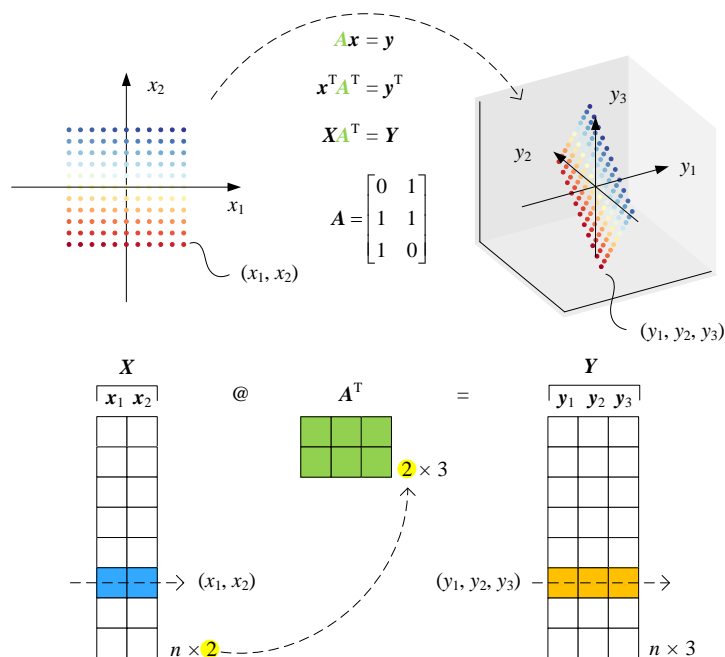 Ax = y
x₂
xᵀAᵀ = yᵀ
y₃
XAᵀ = Y
y₂
y₁
x₁
A = [0 1
1 1
1 0]
(x₁, x₂)
(y₁, y₂, y₃)
X
Y
x₁ x₂
@
Aᵀ
=
y₁ y₂ y₃
2 × 3
(x₁, x₂)
(y₁, y₂, y₃)
n × 2
n × 3